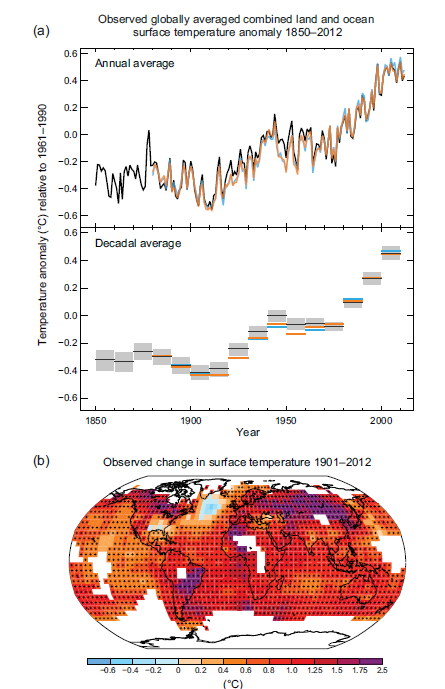 Observed globally averaged combined land and ocean
surface temperature anomaly 1850–2012
(a)
Annual average
0.6
0.4
0.2
0.0
−0.2
−0.4
−0.6
Temperature anomaly (°C) relative to 1961–1990
Decadal average
0.6
0.4
0.2
0.0
−0.2
−0.4
−0.6
1850 1900 1950 2000
Year
(b)
Observed change in surface temperature 1901–2012
−0.6 −0.4 −0.2 0 0.2 0.4 0.6 0.8 1.0 1.25 1.5 1.75 2.5
(°C)